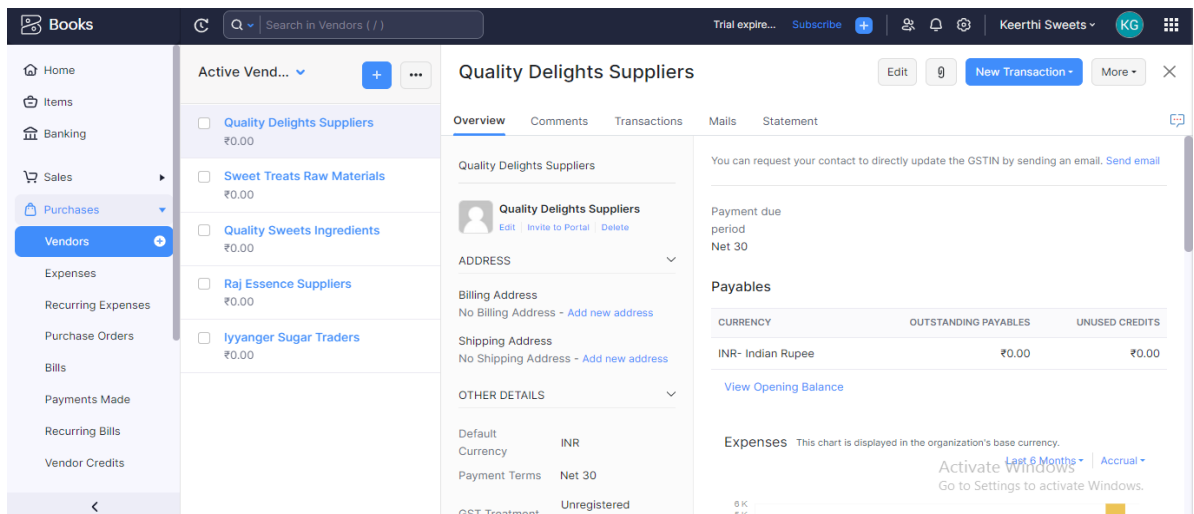 Books
Search in Vendors ( / )
Trial expire... Subscribe
Keerthi Sweets
KG
Home
Items
Banking
Sales
Purchases
Vendors
Expenses
Recurring Expenses
Purchase Orders
Bills
Payments Made
Recurring Bills
Vendor Credits
Active Vend...
Quality Delights Suppliers
₹0.00
Sweet Treats Raw Materials
₹0.00
Quality Sweets Ingredients
₹0.00
Raj Essence Suppliers
₹0.00
Iyyanger Sugar Traders
₹0.00
Quality Delights Suppliers
Edit
New Transaction
More
Overview Comments Transactions Mails Statement
Quality Delights Suppliers
Quality Delights Suppliers
Edit Invite to Portal Delete
ADDRESS
Billing Address
No Billing Address - Add new address
Shipping Address
No Shipping Address - Add new address
OTHER DETAILS
Default
Currency
INR
Payment Terms Net 30
GST Treatment
Unregistered
You can request your contact to directly update the GSTIN by sending an email. Send email
Payment due
period
Net 30
Payables
CURRENCY OUTSTANDING PAYABLES UNUSED CREDITS
INR- Indian Rupee ₹0.00 ₹0.00
View Opening Balance
Expenses This chart is displayed in the organization's base currency.
Last 6 Months Accrual
Activate Windows
Go to Settings to activate Windows.
6 K